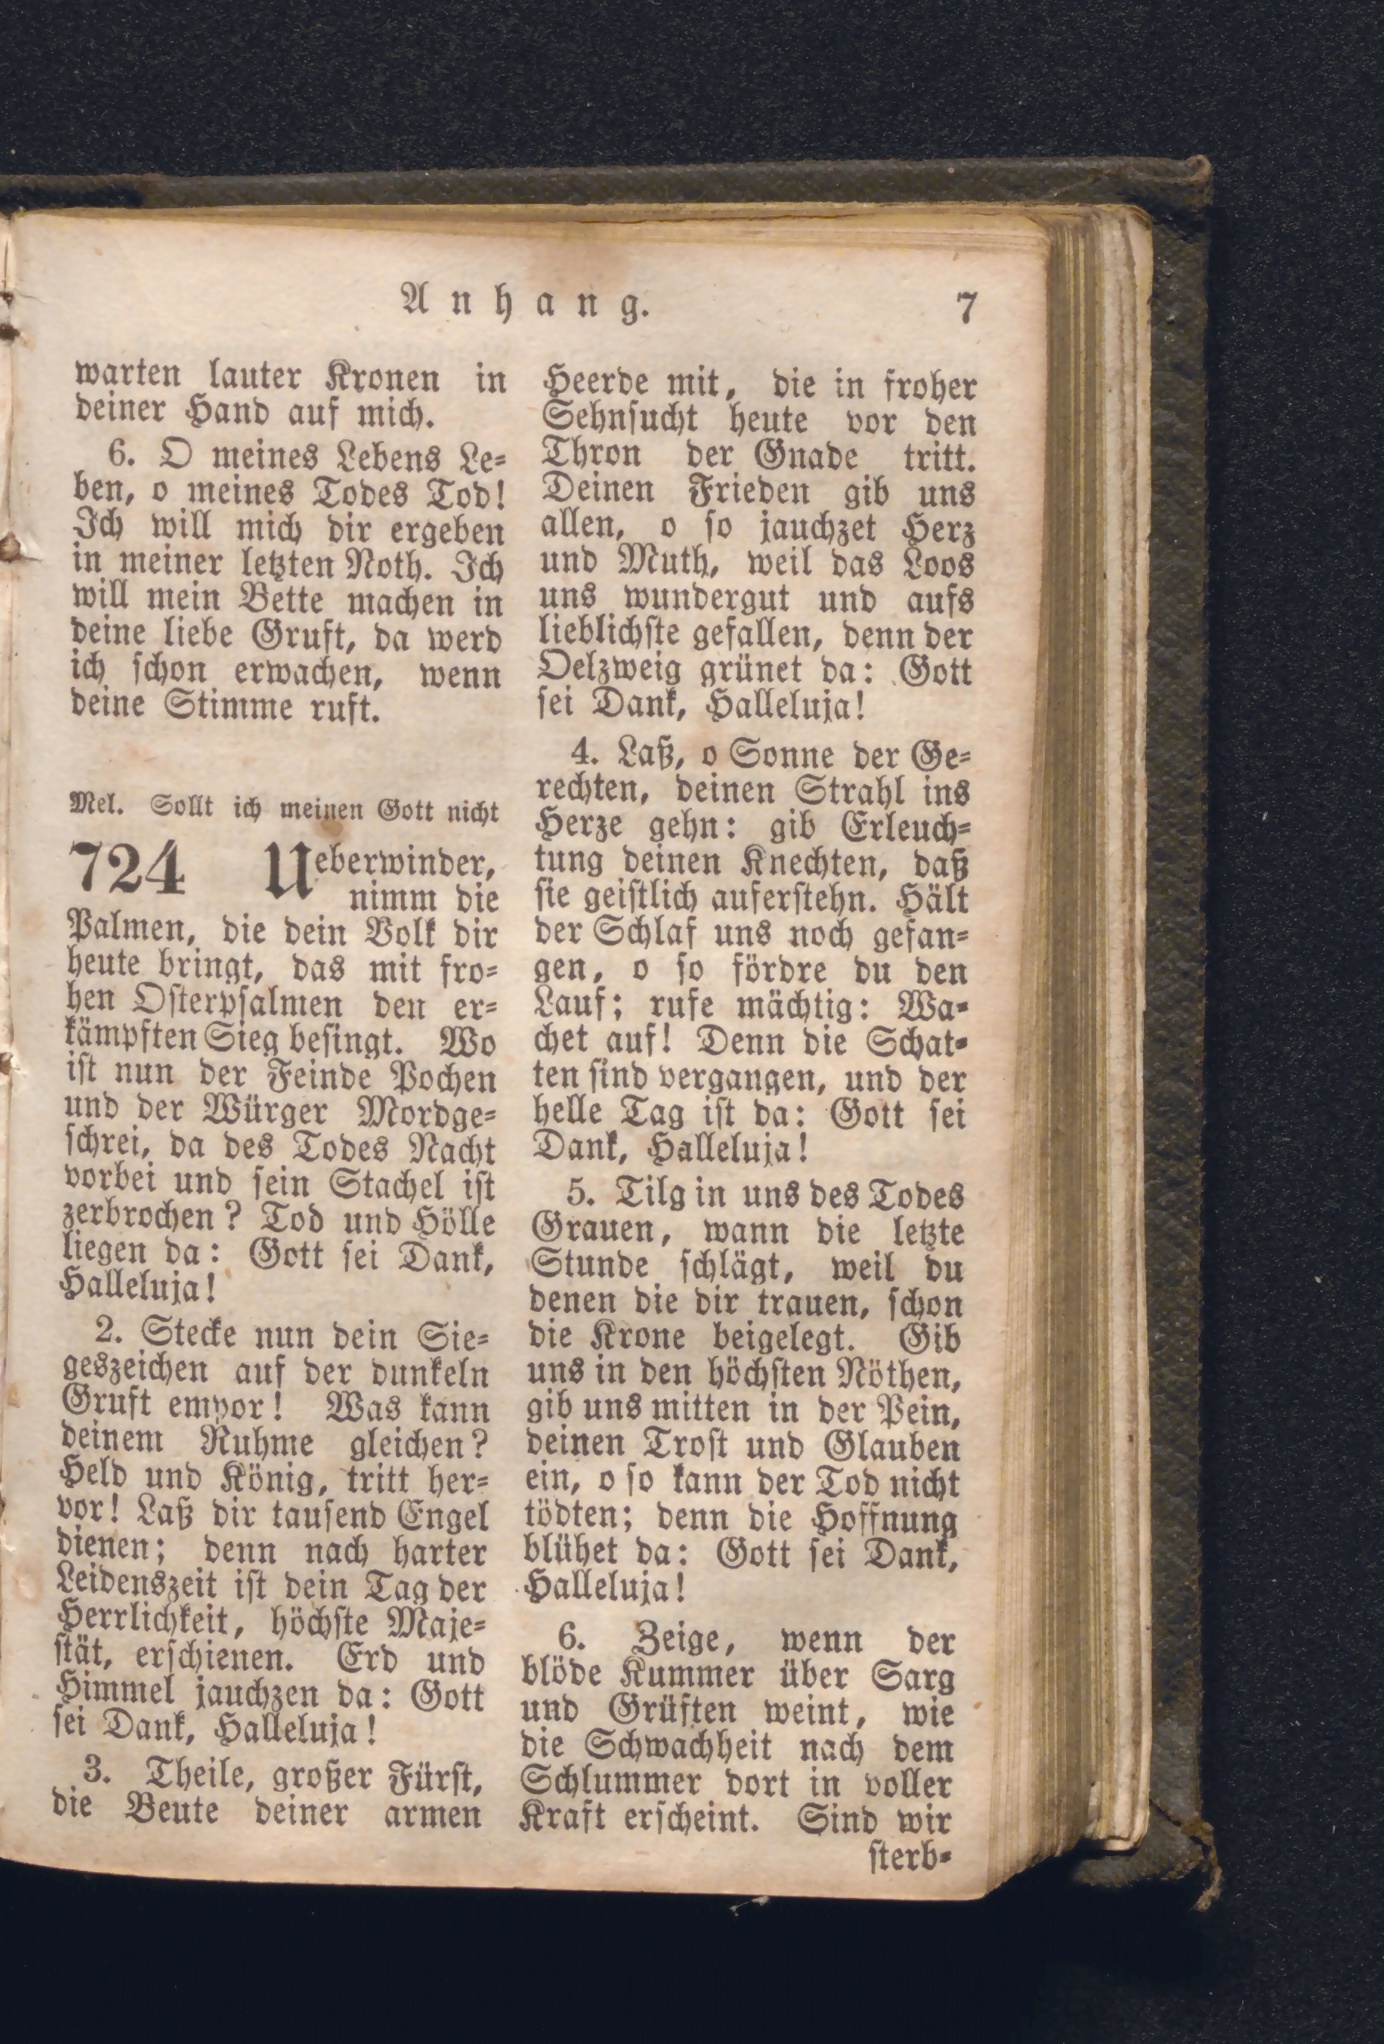 Anhang. 7
warten lauter Kronen in
deiner Hand auf mich.
6. O meines Lebens Le-
ben, o meines Todes Tod!
Ich will mich dir ergeben
in meiner letzten Noth. Ich
will mein Bette machen in
deine liebe Gruft, da werd
ich schon erwachen, wenn
deine Stimme ruft.
Mel. Sollt ich meinen Gott nicht
724 Ueberwinder,
nimm die
Palmen, die dein Volk dir
heute bringt, das mit fro-
hen Osterpsalmen den er-
kämpften Sieg besingt. Wo
ist nun der Feinde Pochen
und der Würger Mordge-
schrei, da des Todes Nacht
vorbei und sein Stachel ist
zerbrochen? Tod und Hölle
liegen da: Gott sei Dank,
Halleluja!
2. Stecke nun dein Sie-
geszeichen auf der dunkeln
Gruft empor! Was kann
deinem Ruhme gleichen?
Held und König, tritt her-
vor! Laß dir tausend Engel
dienen; denn nach harter
Leidenszeit ist dein Tag der
Herrlichkeit, höchste Maje-
stät, erschienen. Erd und
Himmel jauchzen da: Gott
sei Dank, Halleluja!
3. Theile, großer Fürst,
die Beute deiner armen
Heerde mit, die in froher
Sehnsucht heute vor den
Thron der Gnade tritt.
Deinen Frieden gib uns
allen, o so jauchzet Herz
und Muth, weil das Loos
uns wundergut und aufs
lieblichste gefallen, denn der
Oelzweig grünet da: Gott
sei Dank, Halleluja!
4. Laß, o Sonne der Ge-
rechten, deinen Strahl ins
Herze gehn: gib Erleuch-
tung deinen Knechten, daß
sie geistlich auferstehn. Hält
der Schlaf uns noch gefan-
gen, o so fördre du den
Lauf; rufe mächtig: Wa-
chet auf! Denn die Schat-
ten sind vergangen, und der
helle Tag ist da: Gott sei
Dank, Halleluja!
5. Tilg in uns des Todes
Grauen, wann die letzte
Stunde schlägt, weil du
denen die dir trauen, schon
die Krone beigelegt. Gib
uns in den höchsten Nöthen,
gib uns mitten in der Pein,
deinen Trost und Glauben
ein, o so kann der Tod nicht
tödten; denn die Hoffnung
blühet da: Gott sei Dank,
Halleluja!
6. Zeige, wenn der
blöde Kummer über Sarg
und Grüften weint, wie
die Schwachheit nach dem
Schlummer dort in voller
Kraft erscheint. Sind wir
sterb-